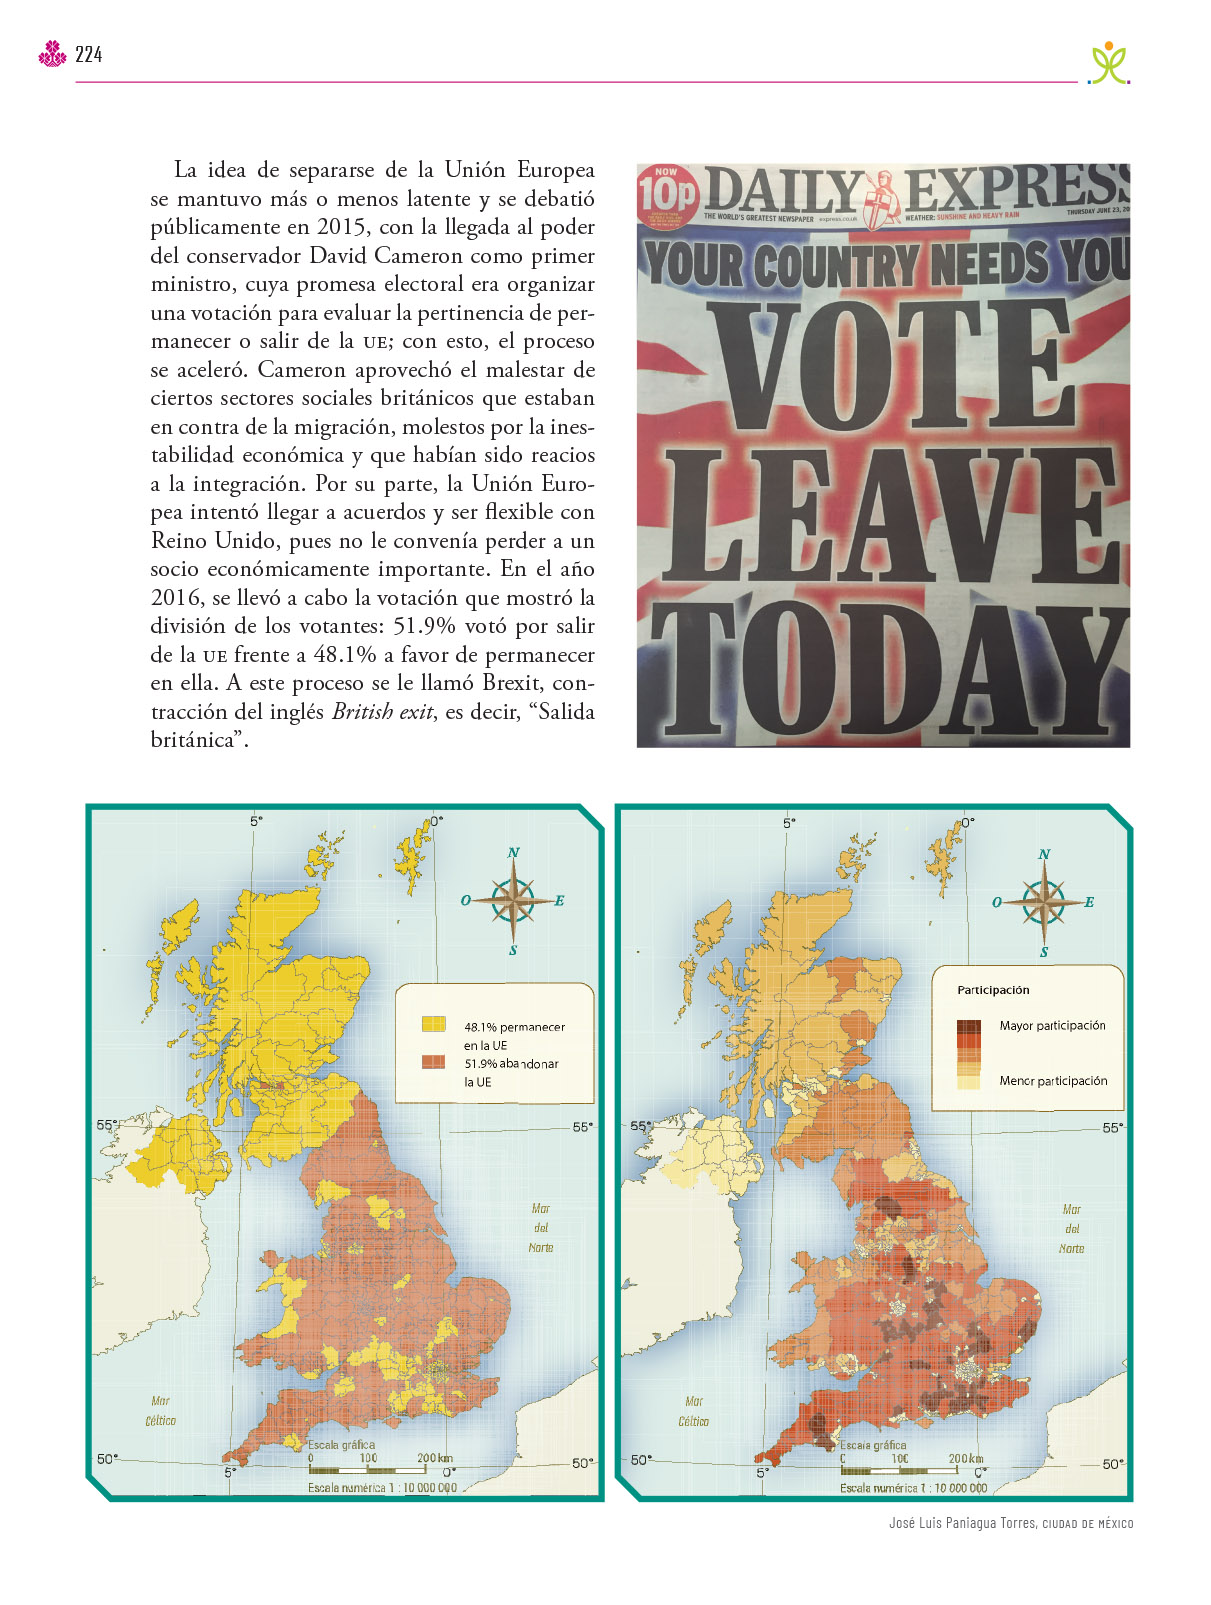 224
La idea de separarse de la Unión Europea
se mantuvo más o menos latente y se debatió
públicamente en 2015, con la llegada al poder
del conservador David Cameron como primer
ministro, cuya promesa electoral era organizar
una votación para evaluar la pertinencia de per-
manecer o salir de la UE; con esto, el proceso
se aceleró. Cameron aprovechó el malestar de
ciertos sectores sociales británicos que estaban
en contra de la migración, molestos por la ines-
tabilidad económica y que habían sido reacios
a la integración. Por su parte, la Unión Euro-
pea intentó llegar a acuerdos y ser flexible con
Reino Unido, pues no le convenía perder a un
socio económicamente importante. En el año
2016, se llevó a cabo la votación que mostró la
división de los votantes: 51.9% votó por salir
de la UE frente a 48.1% a favor de permanecer
en ella. A este proceso se le llamó Brexit, con-
tracción del inglés British exit, es decir, “Salida
británica”.
NOW
10p
DAILY EXPRESS
THE WORLD'S GREATEST NEWSPAPER express.co.uk
WEATHER: SUNSHINE AND HEAVY RAIN
THURSDAY JUNE 23, 20
YOUR COUNTRY NEEDS YOU
VOTE
LEAVE
TODAY
5° 0°
N
O E
S
48.1% permanecer
en la UE
51.9% abandonar
la UE
55° 55°
Mar
del
Norte
Mar
Céltico
50° 50°
Escala gráfica
0 100 200 km
5° 0°
Escala numérica 1 : 10 000 000
5° 0°
N
O E
S
Participación
Mayor participación
Menor participación
55° 55°
Mar
del
Norte
Mar
Céltico
50° 50°
Escala gráfica
0 100 200 km
5° 0°
Escala numérica 1 : 10 000 000
José Luis Paniagua Torres, CIUDAD DE MÉXICO